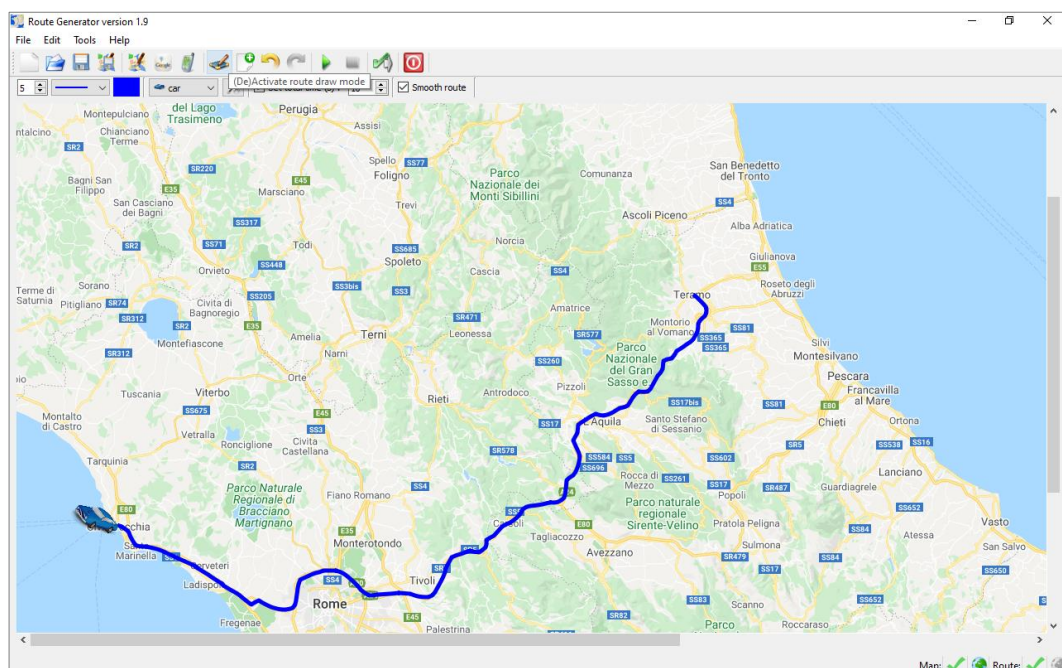 Route Generator version 1.9
File Edit Tools Help
(De)Activate route draw mode
5
car
10
Smooth route
del Lago
Trasimeno
Perugia
Montepulciano
Chianciano
Terme
Assisi
San Benedetto
del Tronto
SR2
SS77
Spello
Foligno
Parco
Nazionale dei
Monti Sibillini
Comunanza
SR220
E45
Bagni San
Filippo
E35
Marsciano
Trevi
SS4
San Casciano
dei Bagni
Ascoli Piceno
SS317
Alba Adriatica
SR2
SS71
Todi
SS685
Norcia
Giulianova
Orvieto
SS448
Spoleto
Cascia
SS4
E55
Terme di
Saturnia
Sorano
SS3bis
Roseto degli
Abruzzi
Pitigliano
SR74
Civita di
Bagnoregio
SS205
SS3
Teramo
SR312
SR2
E35
SR471
Amatrice
Montorio
al Vomano
SS81
Montefiascone
Amelia
Terni
Leonessa
SR577
SS365
SS365
Silvi
Montesilvano
SR312
Narni
SS260
Parco
Nazionale
del Gran
Sasso e
Pescara
Orte
Pizzoli
Francavilla
al Mare
Tuscania
Viterbo
Rieti
Antrodoco
SS17bis
SS81
E80
Montalto
di Castro
SS675
E45
Santo Stefano
di Sessanio
Chieti
Ortona
SS3
SS17
L'Aquila
Vetralla
Ronciglione
Civita
Castellana
SR5
SS538
SS16
SR578
SS584
SS5
SS602
Tarquinia
SR2
SS696
Rocca di
Mezzo
SS261
SS17
SR487
Lanciano
Guardiagrele
Parco Naturale
Regionale di
Bracciano
Martignano
Fiano Romano
SS4
Popoli
SS652
E80
Parco naturale
regionale
Sirente-Velino
Vasto
E80
Pratola Peligna
SS84
Atessa
Santa
Marinella
E35
Monterotondo
Carsoli
Tagliacozzo
Avezzano
Sulmona
San Salvo
Cerveteri
SR479
SS84
SS650
Ladispoli
SS4
Tivoli
SS17
Rome
SS83
SS652
Fregenae
E45
SR82
Scanno
Palestrina
Parco
Roccaraso
Map: Route: